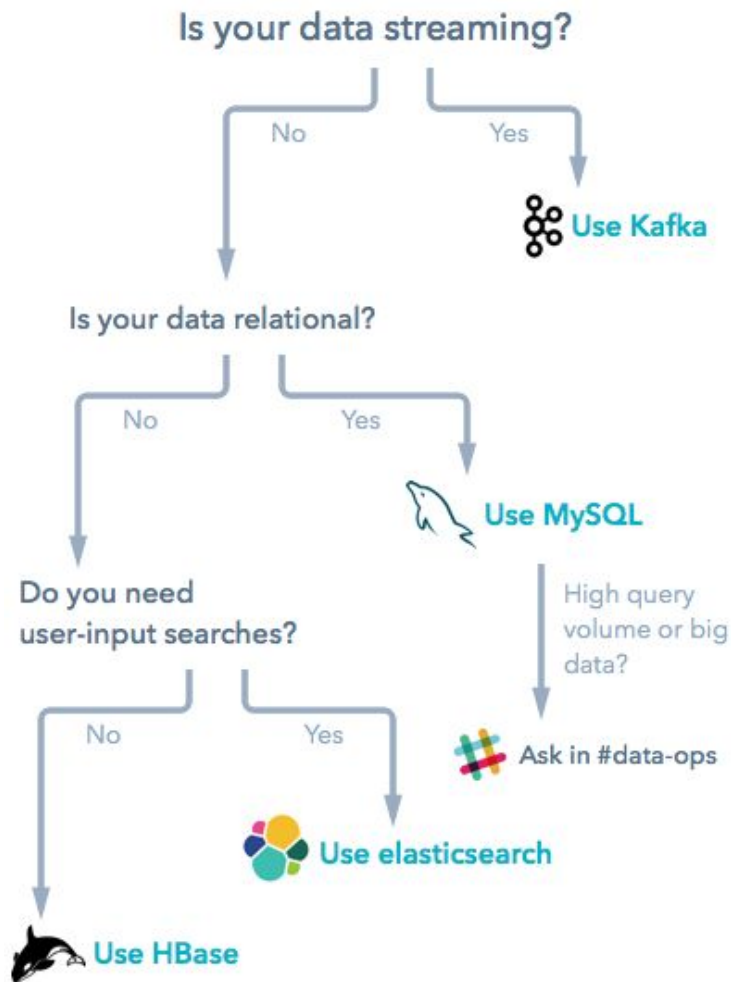 Is your data streaming?
No
Yes
Use Kafka
Is your data relational?
No
Yes
Use MySQL
Do you need
user-input searches?
High query
volume or big
data?
No
Yes
Ask in #data-ops
Use elasticsearch
Use HBase